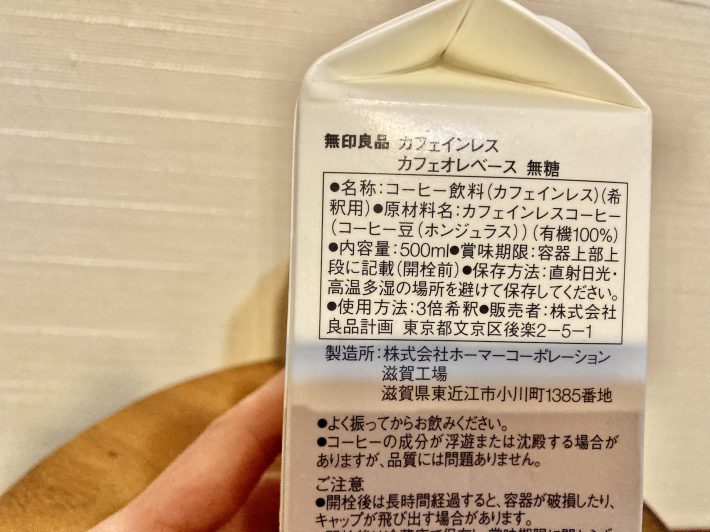 無印良品 カフェインレス
カフェオレベース 無糖
●名称：コーヒー飲料（カフェインレス）（希
釈用）●原材料名：カフェインレスコーヒー
（コーヒー豆（ホンジュラス））（有機100%）
●内容量：500ml●賞味期限：容器上部上
段に記載（開栓前）●保存方法：直射日光・
高温多湿の場所を避けて保存してください。
●使用方法：3倍希釈●販売者：株式会社
良品計画 東京都文京区後楽2-5-1
製造所：株式会社ホーマーコーポレーション
滋賀工場
滋賀県東近江市小川町1385番地
●よく振ってからお飲みください。
●コーヒーの成分が浮遊または沈殿する場合が
ありますが、品質には問題ありません。
ご注意
●開栓後は長時間経過すると、容器が破損したり、
キャップが飛び出す場合があります。